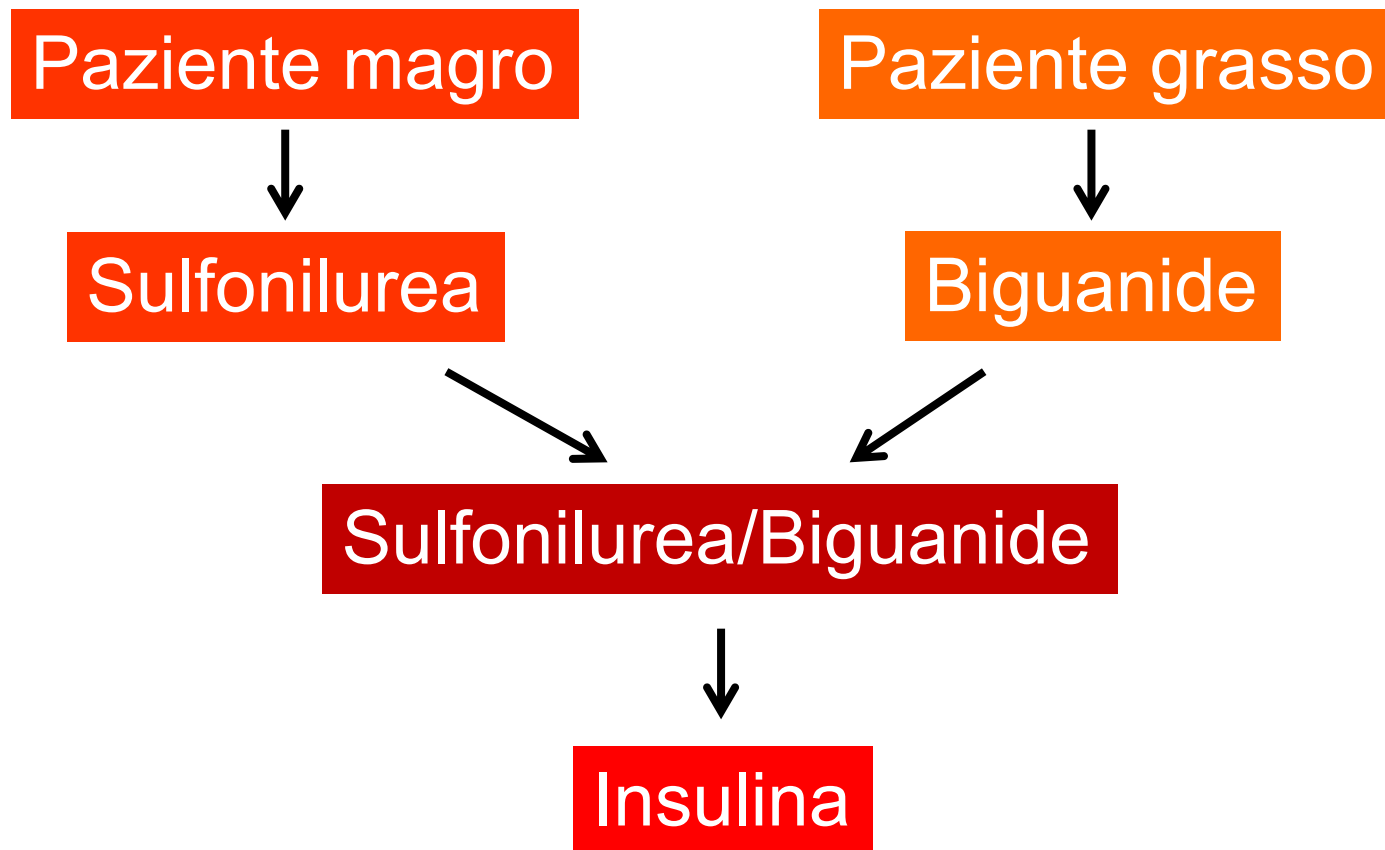 Paziente magro
Paziente grasso
Sulfonilurea
Biguanide
Sulfonilurea/Biguanide
Insulina